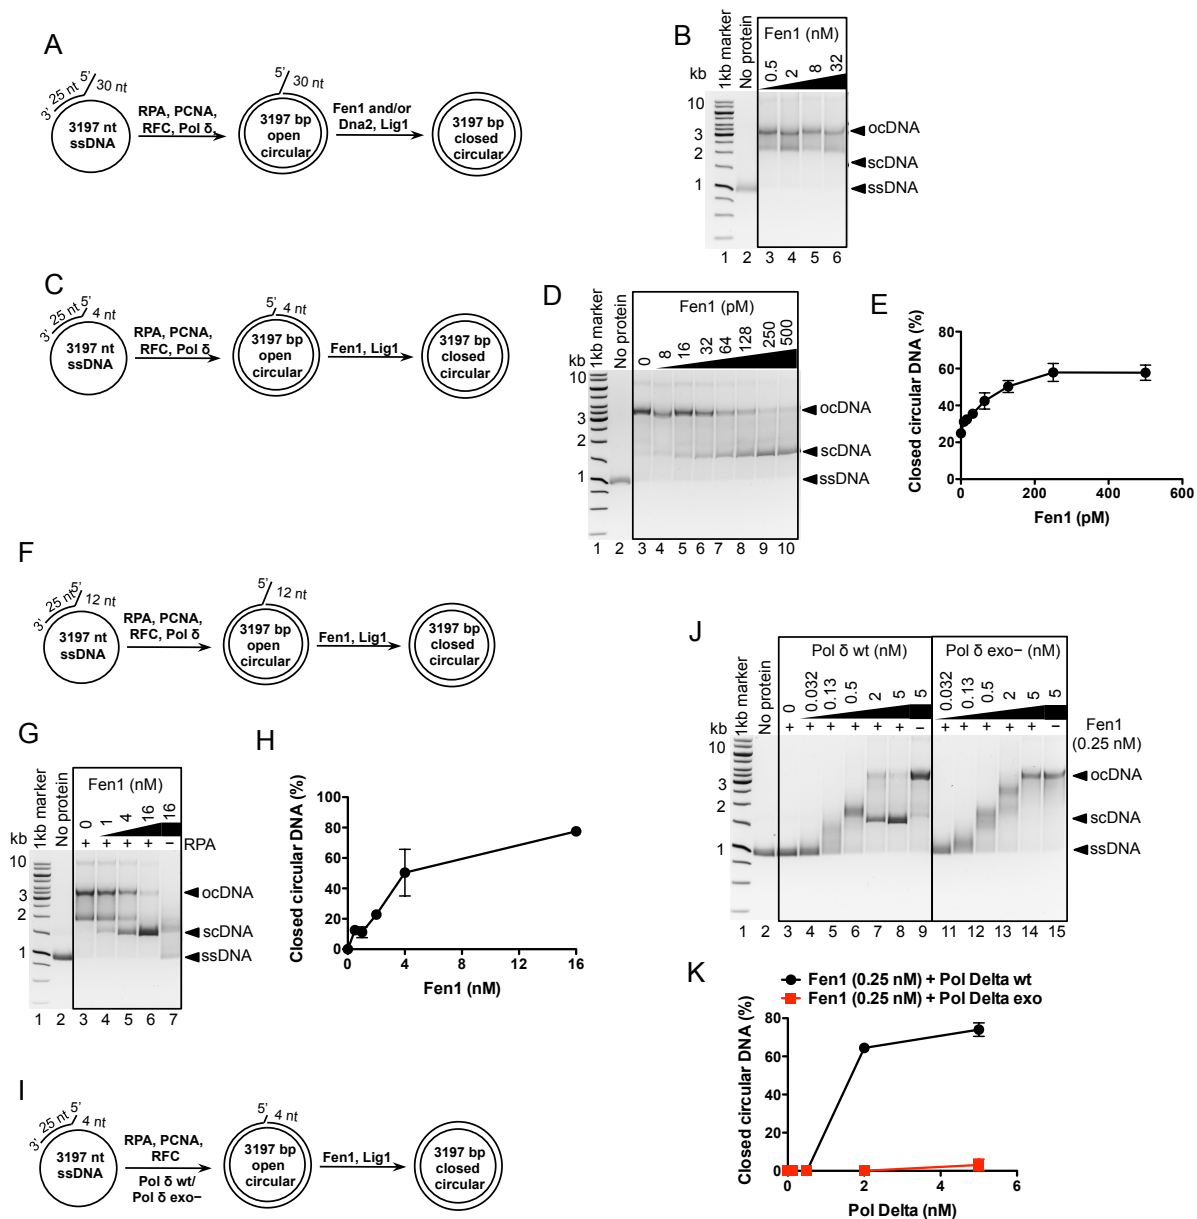 A
3' 25 nt 5' 30 nt
3197 nt
ssDNA
RPA, PCNA,
RFC, Pol δ,
5' 30 nt
3197 bp
open
circular
Fen1 and/or
Dna2, Lig1
3197 bp
closed
circular
B
kb
1kb marker
No protein
Fen1 (nM)
0.5 2 8 32
10
3
2
1
ocDNA
scDNA
ssDNA
1 2 3 4 5 6
C
3' 25 nt 5' 4 nt
3197 nt
ssDNA
RPA, PCNA,
RFC, Pol δ
5' 4 nt
3197 bp
open
circular
Fen1, Lig1
3197 bp
closed
circular
D
kb
1kb marker
No protein
Fen1 (pM)
0 8 16 32 64 128 250 500
10
3
2
1
ocDNA
scDNA
ssDNA
1 2 3 4 5 6 7 8 9 10
E
Closed circular DNA (%)
80
60
40
20
0
0 200 400 600
Fen1 (pM)
F
3' 25 nt 5' 12 nt
3197 nt
ssDNA
RPA, PCNA,
RFC, Pol δ
5' 12 nt
3197 bp
open
circular
Fen1, Lig1
3197 bp
closed
circular
G
kb
1kb marker
No protein
Fen1 (nM)
0 1 4 16 16
+ + + + − RPA
10
3
2
1
ocDNA
scDNA
ssDNA
1 2 3 4 5 6 7
H
Closed circular DNA (%)
100
80
60
40
20
0
0 4 8 12 16
Fen1 (nM)
I
3' 25 nt 5' 4 nt
3197 nt
ssDNA
RPA, PCNA,
RFC
Pol δ wt/
Pol δ exo−
5' 4 nt
3197 bp
open
circular
Fen1, Lig1
3197 bp
closed
circular
J
kb
1kb marker
No protein
Pol δ wt (nM)
0 0.032 0.13 0.5 2 5 5
+ + + + + + −
Pol δ exo− (nM)
0.032 0.13 0.5 2 5 5
+ + + + + −
Fen1
(0.25 nM)
10
3
2
1
ocDNA
scDNA
ssDNA
1 2 3 4 5 6 7 8 9 11 12 13 14 15
K
Fen1 (0.25 nM) + Pol Delta wt
Fen1 (0.25 nM) + Pol Delta exo
Closed circular DNA (%)
80
60
40
20
0
0 2 4 6
Pol Delta (nM)